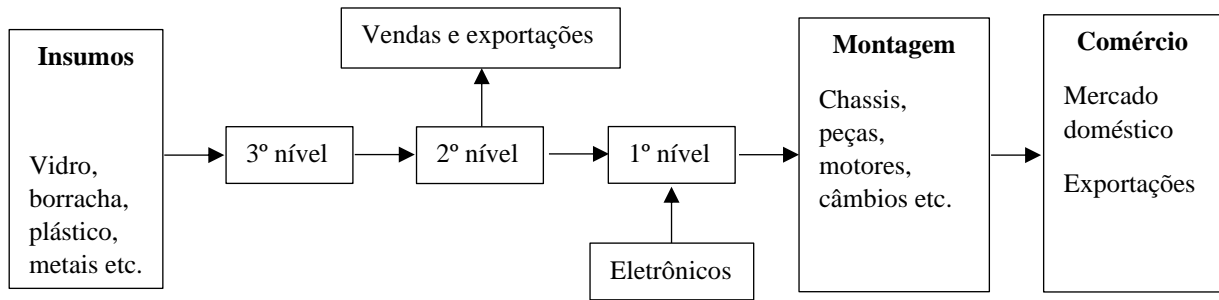 Insumos
Vidro,
borracha,
plástico,
metais etc.
3º nível
Vendas e exportações
2º nível
1º nível
Eletrônicos
Montagem
Chassis,
peças,
motores,
câmbios etc.
Comércio
Mercado
doméstico
Exportações